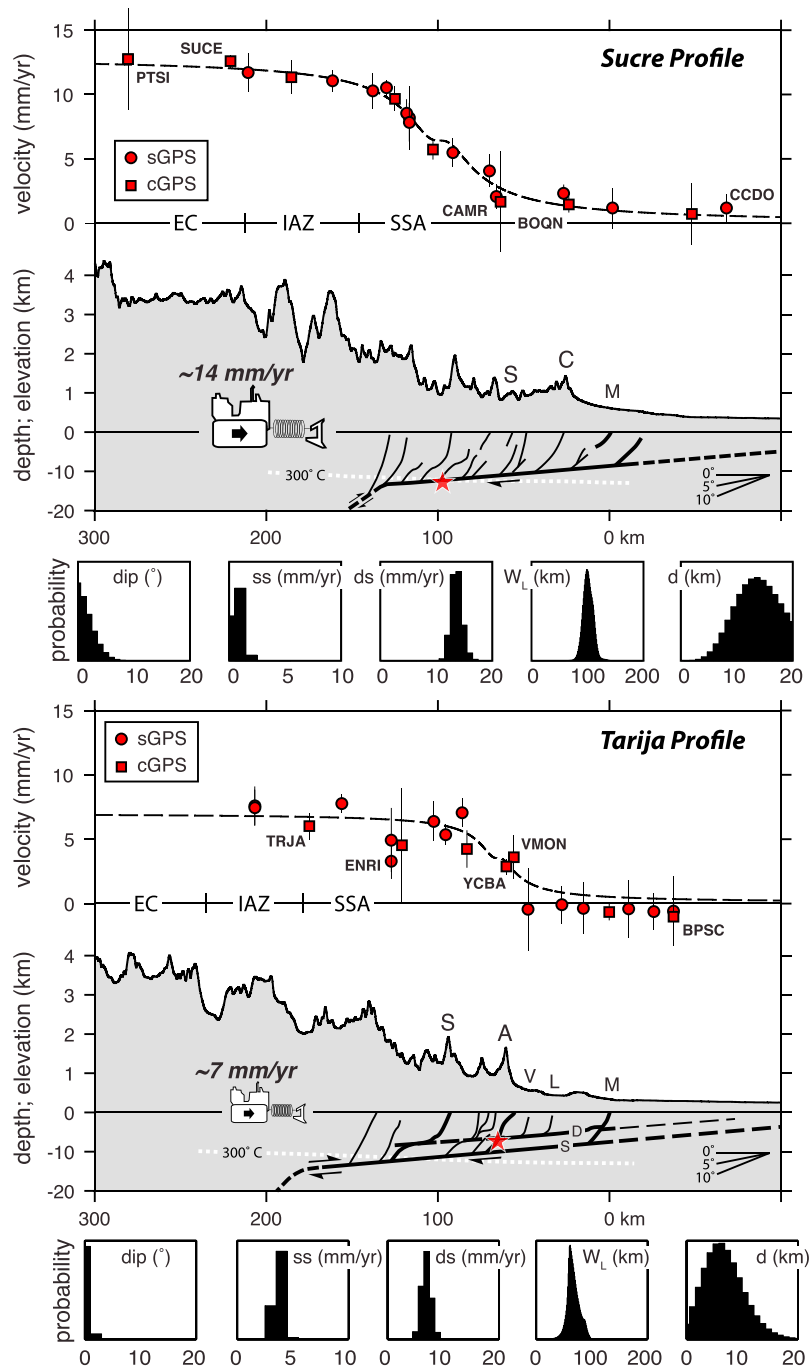 Sucre Profile
velocity (mm/yr)
15
10
5
0
SUCE
PTSI
sGPS
cGPS
CAMR
BOQN
CCDO
EC
IAZ
SSA
depth; elevation (km)
4
3
2
1
0
-10
-20
~14 mm/yr
S
C
M
300° C
0°
5°
10°
300
200
100
0 km
probability
dip (°)
0
20
ss (mm/yr)
0
5
10
ds (mm/yr)
0
10
20
WL (km)
0
100
200
d (km)
0
10
20
Tarija Profile
velocity (mm/yr)
15
10
5
0
sGPS
cGPS
TRJA
ENRI
YCBA
VMON
BPSC
EC
IAZ
SSA
depth; elevation (km)
4
3
2
1
0
-10
-20
~7 mm/yr
S
A
V
L
M
D
S
300° C
0°
5°
10°
300
200
100
0 km
probability
dip (°)
0
20
ss (mm/yr)
0
5
10
ds (mm/yr)
0
10
20
WL (km)
0
100
200
d (km)
0
10
20